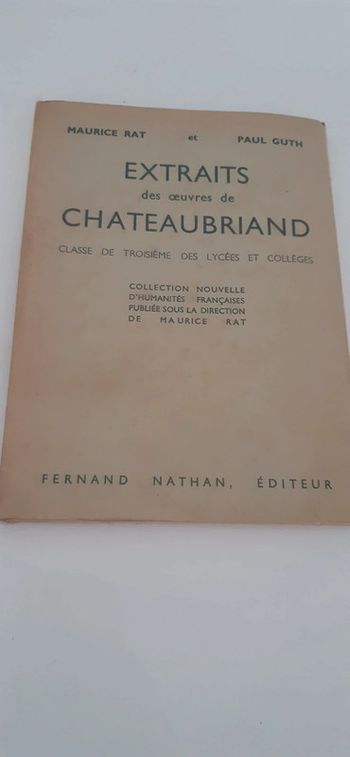 MAURICE RAT et PAUL GUTH
EXTRAITS
des œuvres de
CHATEAUBRIAND
CLASSE DE TROISIÈME DES LYCÉES ET COLLÈGES
COLLECTION NOUVELLE
D'HUMANITÉS FRANÇAISES
PUBLIÉE SOUS LA DIRECTION
DE MAURICE RAT
FERNAND NATHAN, ÉDITEUR